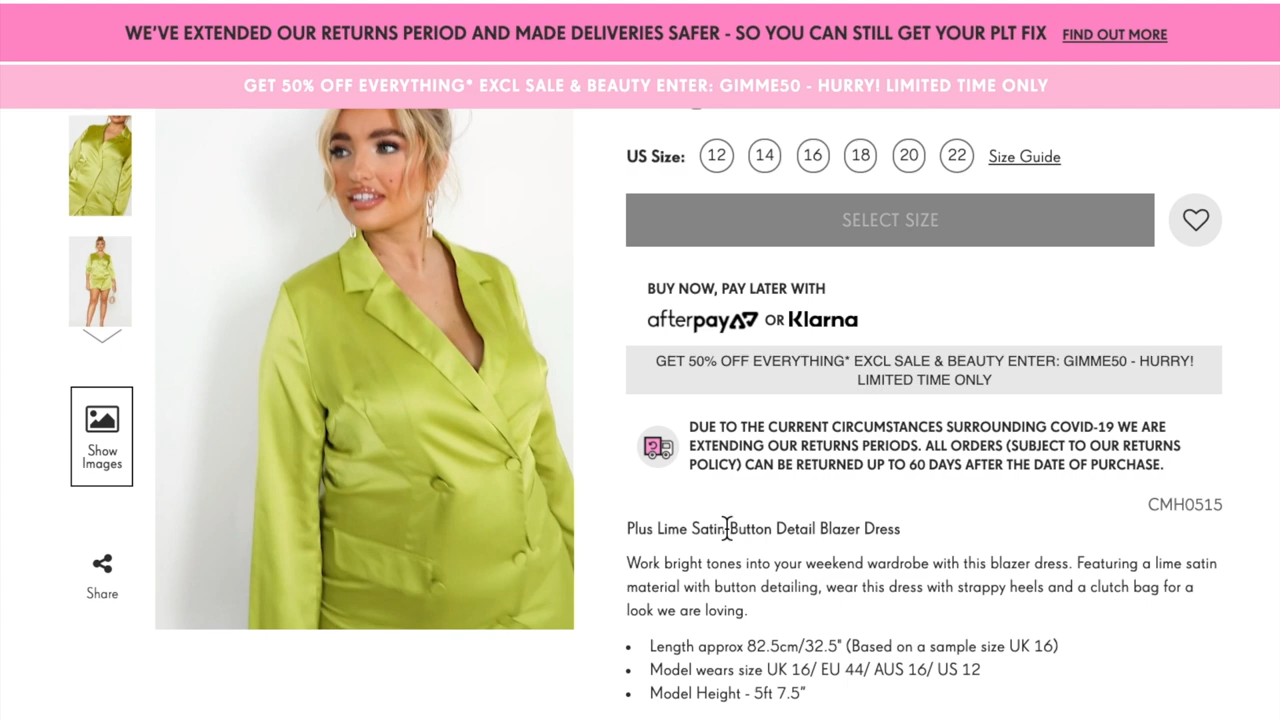 WE'VE EXTENDED OUR RETURNS PERIOD AND MADE DELIVERIES SAFER - SO YOU CAN STILL GET YOUR PLT FIX FIND OUT MORE
GET 50% OFF EVERYTHING* EXCL SALE & BEAUTY ENTER: GIMME50 - HURRY! LIMITED TIME ONLY
US Size: 12 14 16 18 20 22 Size Guide
SELECT SIZE
BUY NOW, PAY LATER WITH
afterpay OR Klarna
GET 50% OFF EVERYTHING* EXCL SALE & BEAUTY ENTER: GIMME50 - HURRY!
LIMITED TIME ONLY
Show
Images
DUE TO THE CURRENT CIRCUMSTANCES SURROUNDING COVID-19 WE ARE
EXTENDING OUR RETURNS PERIODS. ALL ORDERS (SUBJECT TO OUR RETURNS
POLICY) CAN BE RETURNED UP TO 60 DAYS AFTER THE DATE OF PURCHASE.
CMH0515
Plus Lime Satin Button Detail Blazer Dress
Work bright tones into your weekend wardrobe with this blazer dress. Featuring a lime satin
material with button detailing, wear this dress with strappy heels and a clutch bag for a
look we are loving.
Share
• Length approx 82.5cm/32.5" (Based on a sample size UK 16)
• Model wears size UK 16/ EU 44/ AUS 16/ US 12
• Model Height - 5ft 7.5"